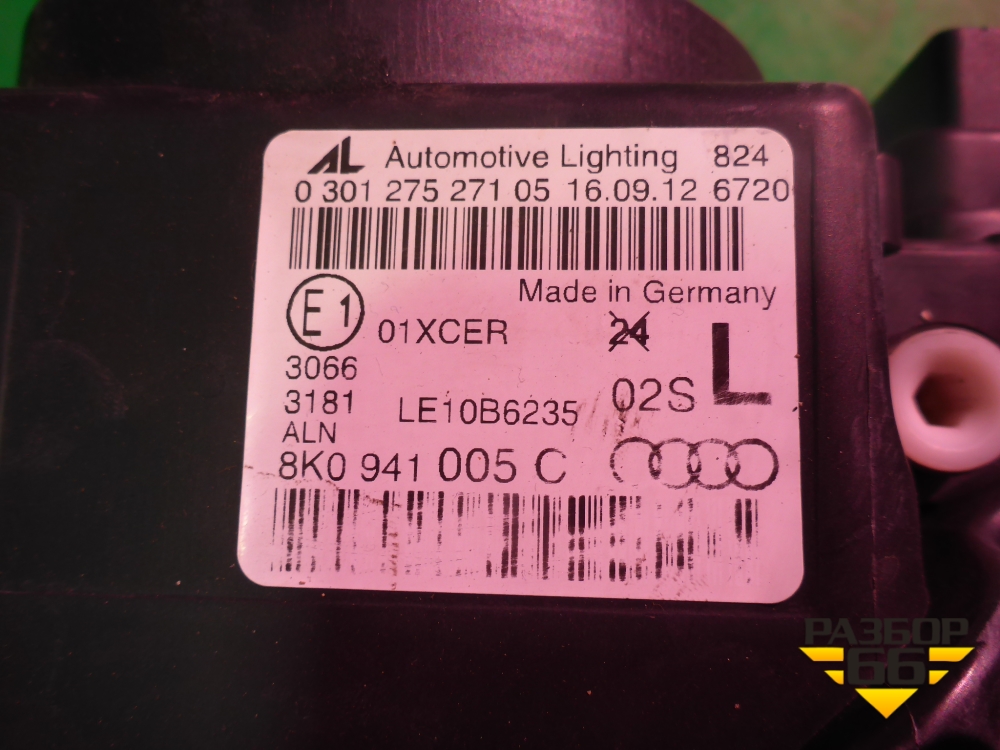 AL Automotive Lighting 824
0 301 275 271 05 16.09.12 6720
Made in Germany
E1 01XCER 24
3066
3181 LE10B6235 02S L
ALN
8K0 941 005 C
РАЗБОР
66